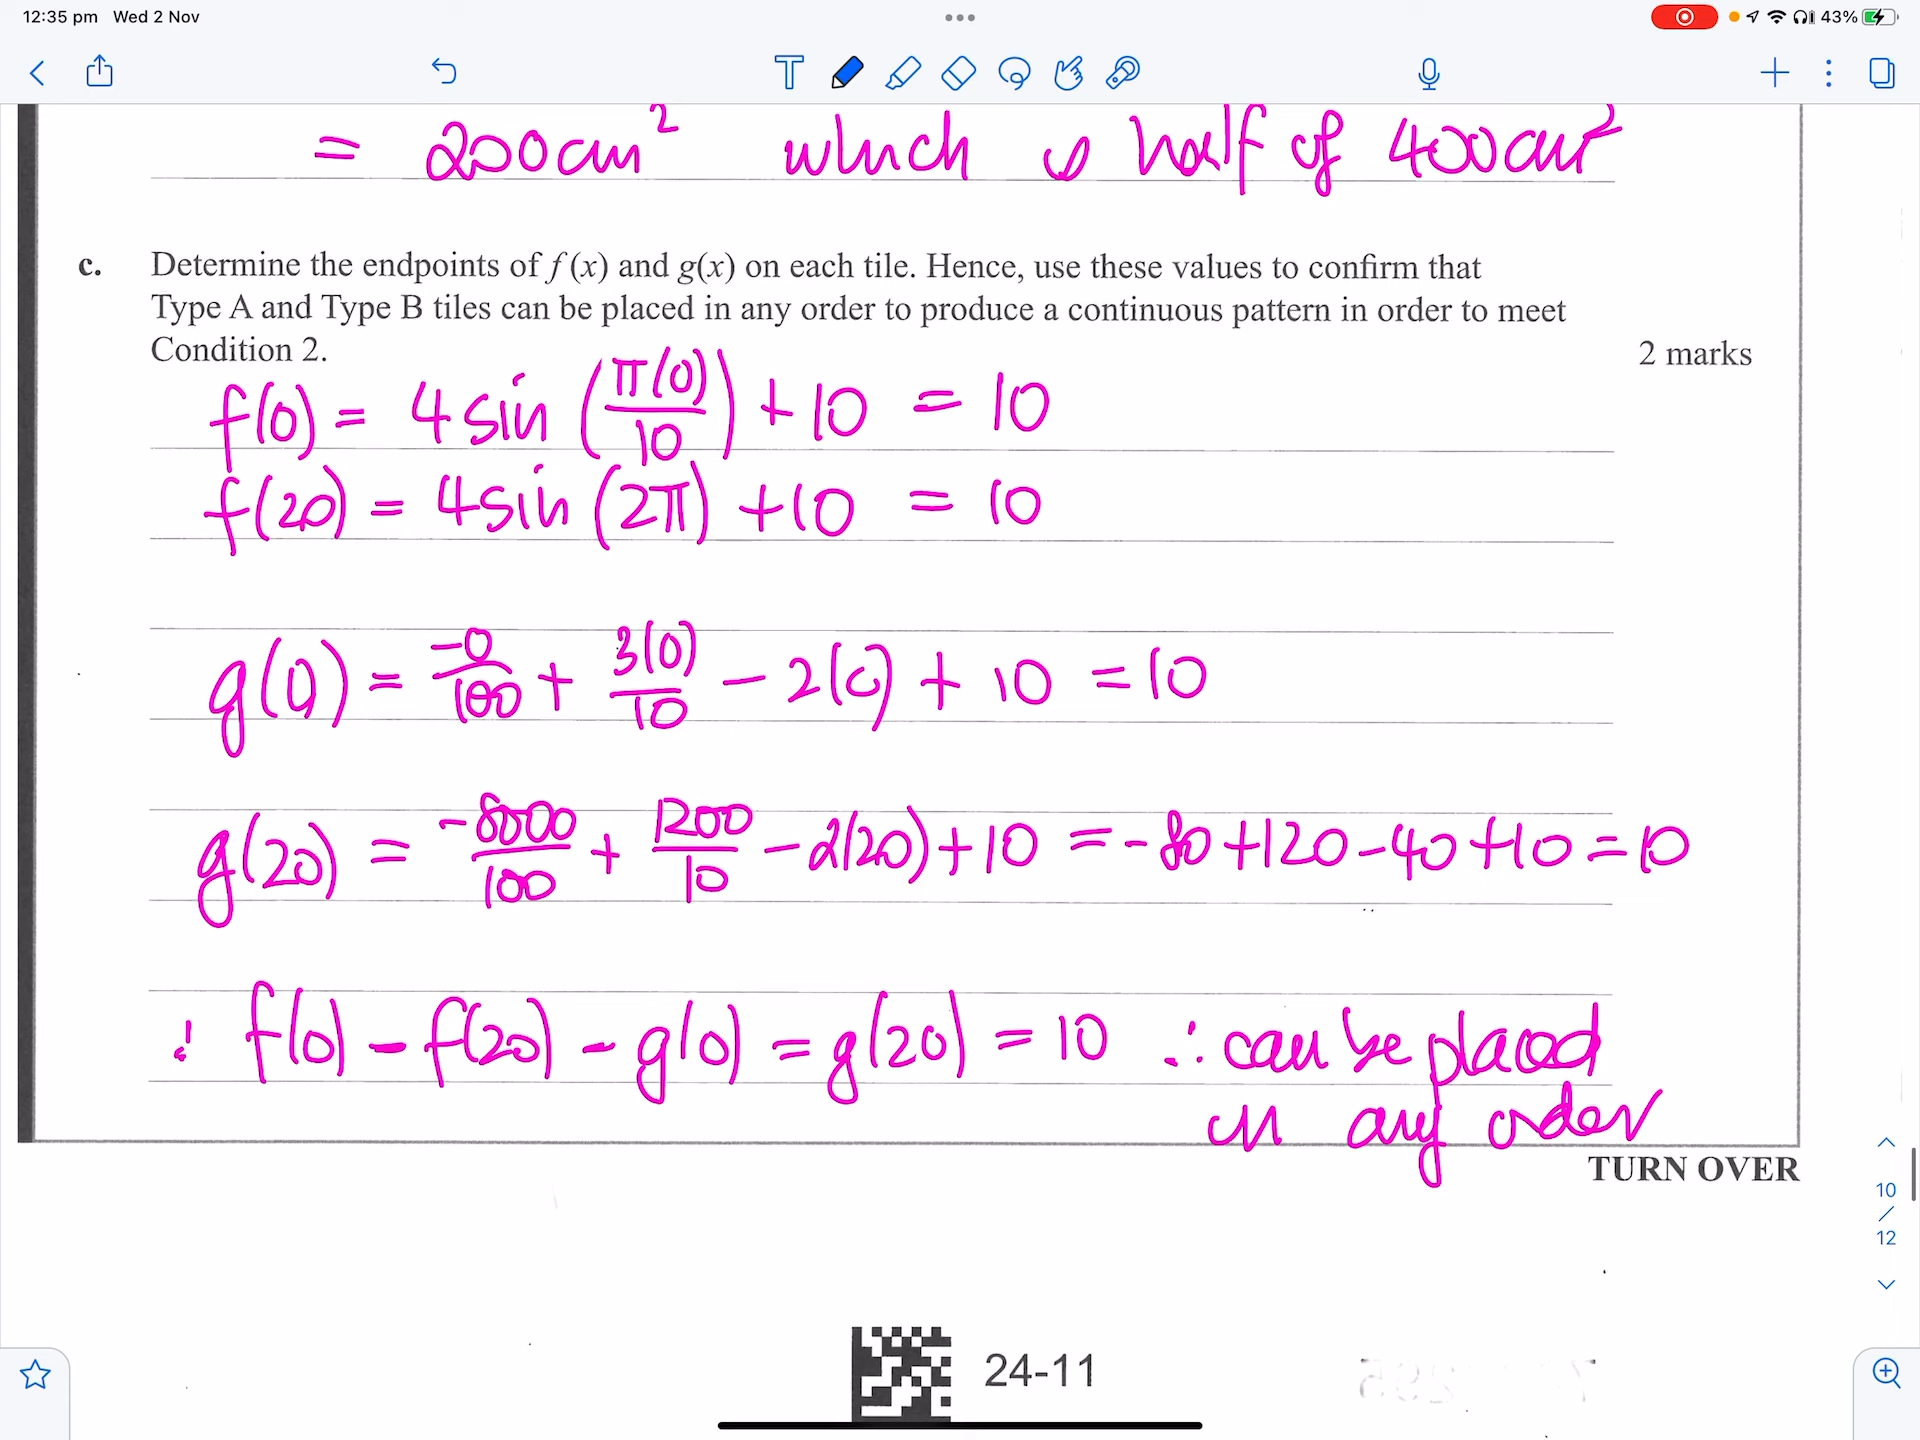 12:35 pm Wed 2 Nov
43%
= 200cm² which is half of 400cm²
c. Determine the endpoints of f(x) and g(x) on each tile. Hence, use these values to confirm that
Type A and Type B tiles can be placed in any order to produce a continuous pattern in order to meet
Condition 2.
2 marks
f(0) = 4 sin (π(0)/10) + 10 = 10
f(20) = 4 sin (2π) + 10 = 10
g(0) = -0/100 + 3(0)/10 - 2(0) + 10 = 10
g(20) = -8000/100 + 1200/10 - 2(20) + 10 = -80 + 120 - 40 + 10 = 10
∴ f(0) - f(20) - g(0) = g(20) = 10 ∴ can be placed
in any order
TURN OVER
10
/
12
24-11